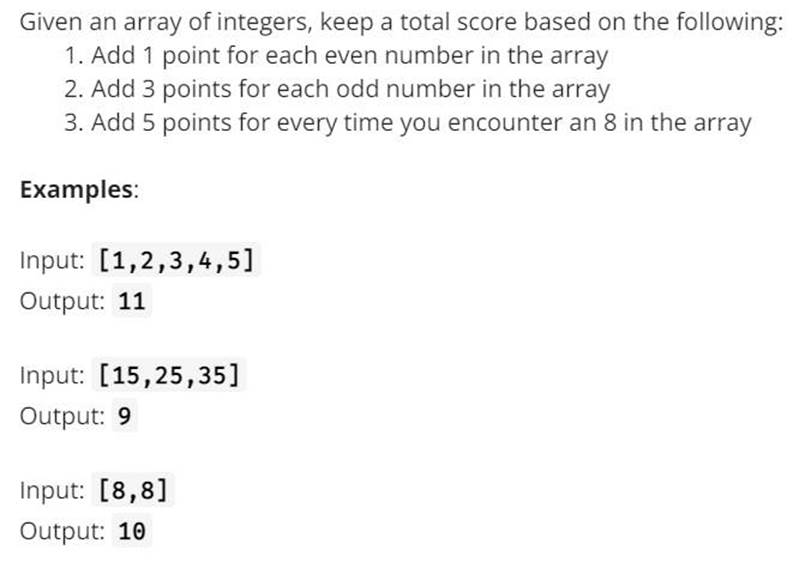 Given an array of integers, keep a total score based on the following:
1. Add 1 point for each even number in the array
2. Add 3 points for each odd number in the array
3. Add 5 points for every time you encounter an 8 in the array
Examples:
Input: [1,2,3,4,5]
Output: 11
Input: [15,25,35]
Output: 9
Input: [8,8]
Output: 10